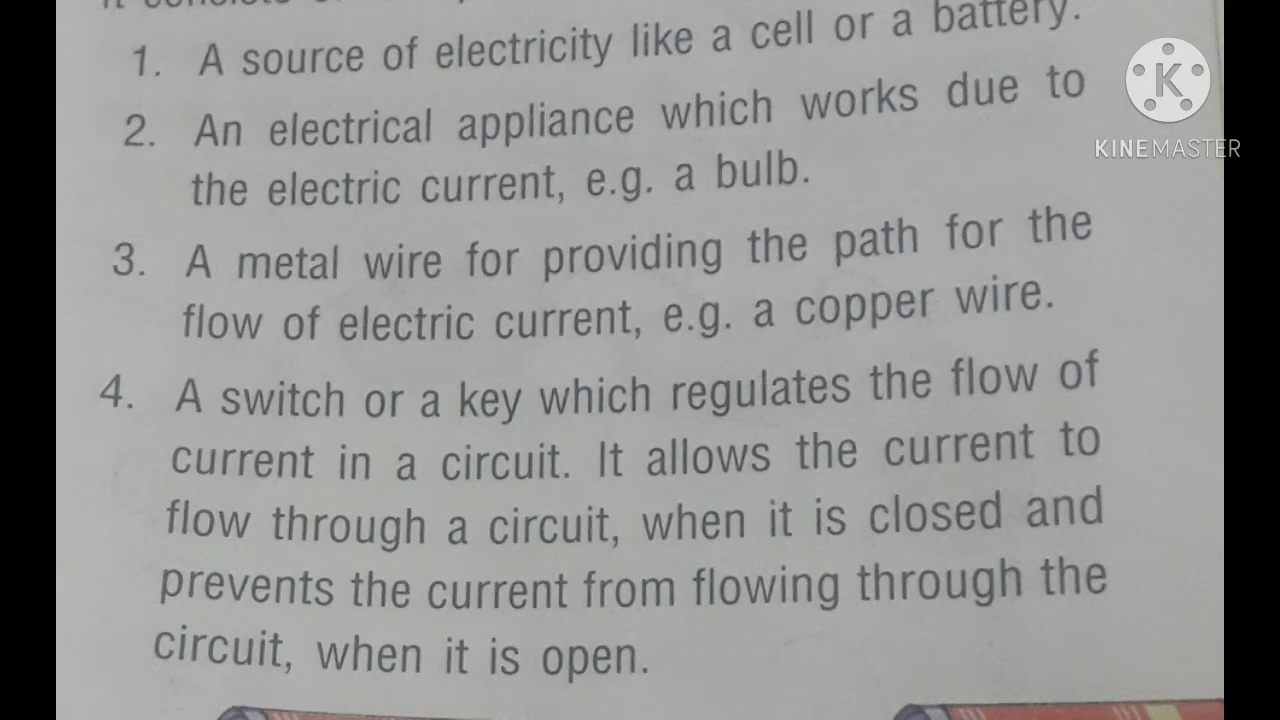 1. A source of electricity like a cell or a battery.
2. An electrical appliance which works due to
the electric current, e.g. a bulb.
3. A metal wire for providing the path for the
flow of electric current, e.g. a copper wire.
4. A switch or a key which regulates the flow of
current in a circuit. It allows the current to
flow through a circuit, when it is closed and
prevents the current from flowing through the
circuit, when it is open.
K
KINEMASTER